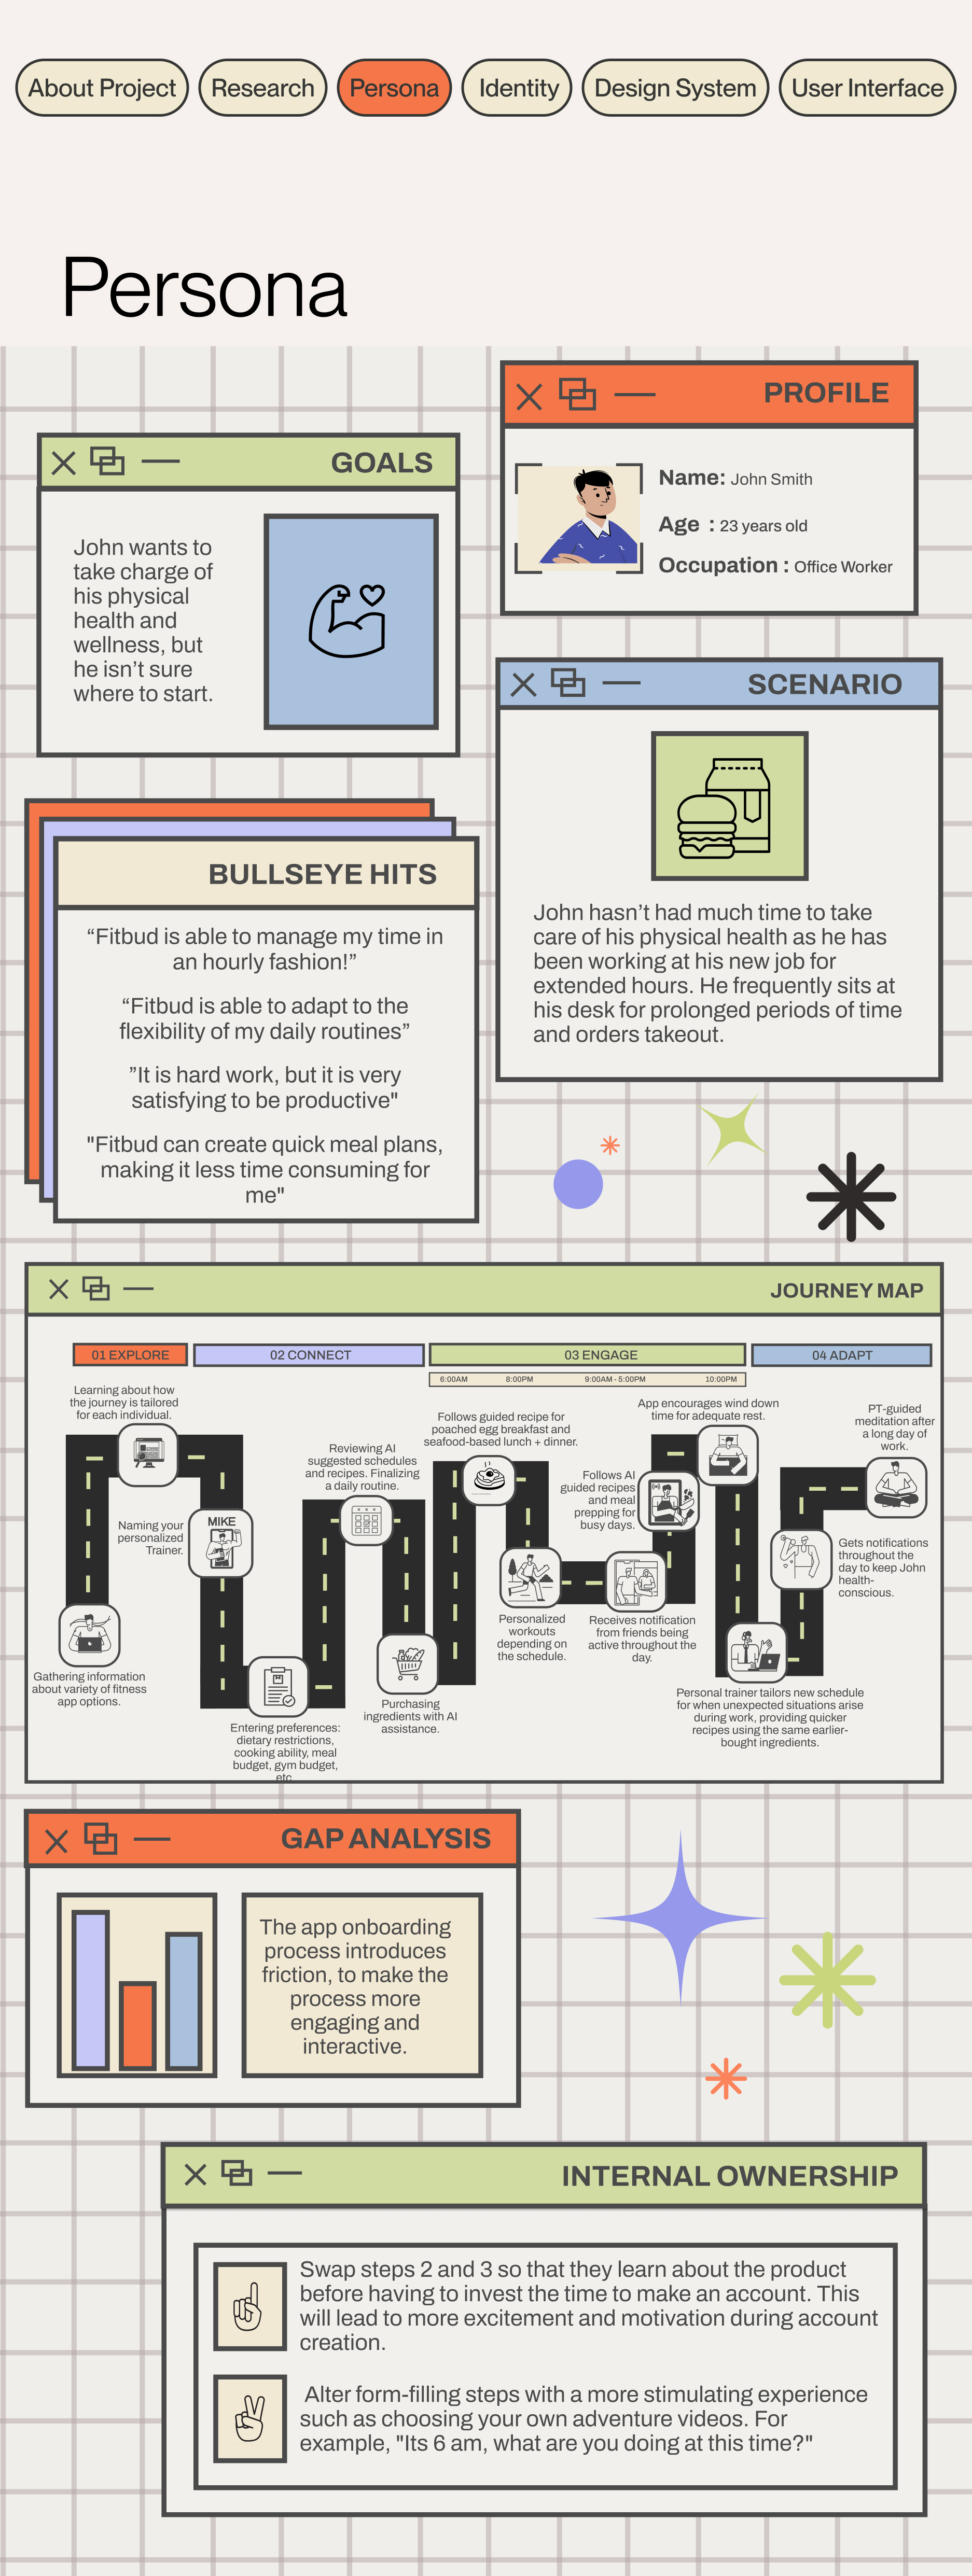 About Project
Research
Persona
Identity
Design System
User Interface
Persona
PROFILE
Name: John Smith
Age : 23 years old
Occupation : Office Worker
GOALS
John wants to
take charge of
his physical
health and
wellness, but
he isn’t sure
where to start.
SCENARIO
John hasn’t had much time to take
care of his physical health as he has
been working at his new job for
extended hours. He frequently sits at
his desk for prolonged periods of time
and orders takeout.
BULLSEYE HITS
“Fitbud is able to manage my time in
an hourly fashion!”
“Fitbud is able to adapt to the
flexibility of my daily routines”
”It is hard work, but it is very
satisfying to be productive"
"Fitbud can create quick meal plans,
making it less time consuming for
me"
JOURNEY MAP
01 EXPLORE
02 CONNECT
03 ENGAGE
04 ADAPT
6:00AM
8:00PM
9:00AM - 5:00PM
10:00PM
Learning about how
the journey is tailored
for each individual.
Naming your
personalized
Trainer.
MIKE
Gathering information
about variety of fitness
app options.
Reviewing AI
suggested schedules
and recipes. Finalizing
a daily routine.
Entering preferences:
dietary restrictions,
cooking ability, meal
budget, gym budget,
etc
Purchasing
ingredients with AI
assistance.
Follows guided recipe for
poached egg breakfast and
seafood-based lunch + dinner.
Personalized
workouts
depending on
the schedule.
Receives notification
from friends being
active throughout the
day.
Follows AI
guided recipes
and meal
prepping for
busy days.
App encourages wind down
time for adequate rest.
Personal trainer tailors new schedule
for when unexpected situations arise
during work, providing quicker
recipes using the same earlier-
bought ingredients.
Gets notifications
throughout the
day to keep John
health-
conscious.
PT-guided
meditation after
a long day of
work.
GAP ANALYSIS
The app onboarding
process introduces
friction, to make the
process more
engaging and
interactive.
INTERNAL OWNERSHIP
Swap steps 2 and 3 so that they learn about the product
before having to invest the time to make an account. This
will lead to more excitement and motivation during account
creation.
Alter form-filling steps with a more stimulating experience
such as choosing your own adventure videos. For
example, "Its 6 am, what are you doing at this time?"